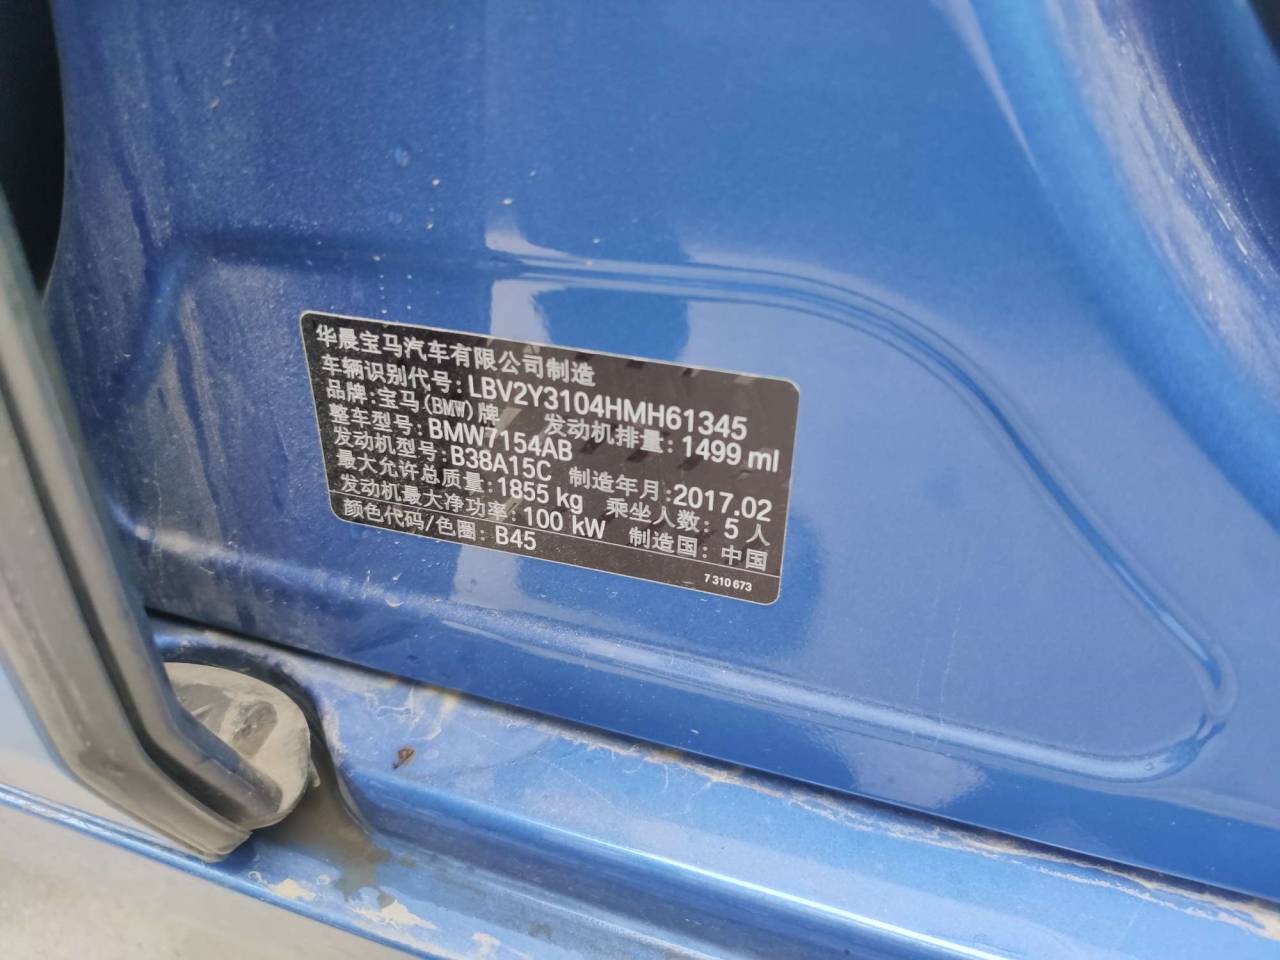 华晨宝马汽车有限公司制造
车辆识别代号: LBV2Y3104HMH61345
品牌: 宝马(BMW)牌 发动机排量: 1499 ml
整车型号: BMW7154AB
发动机型号: B38A15C 制造年月: 2017.02
最大允许总质量: 1855 kg 乘坐人数: 5 人
发动机最大净功率: 100 kW 制造国: 中国
颜色代码/色圈: B45
7 310 673